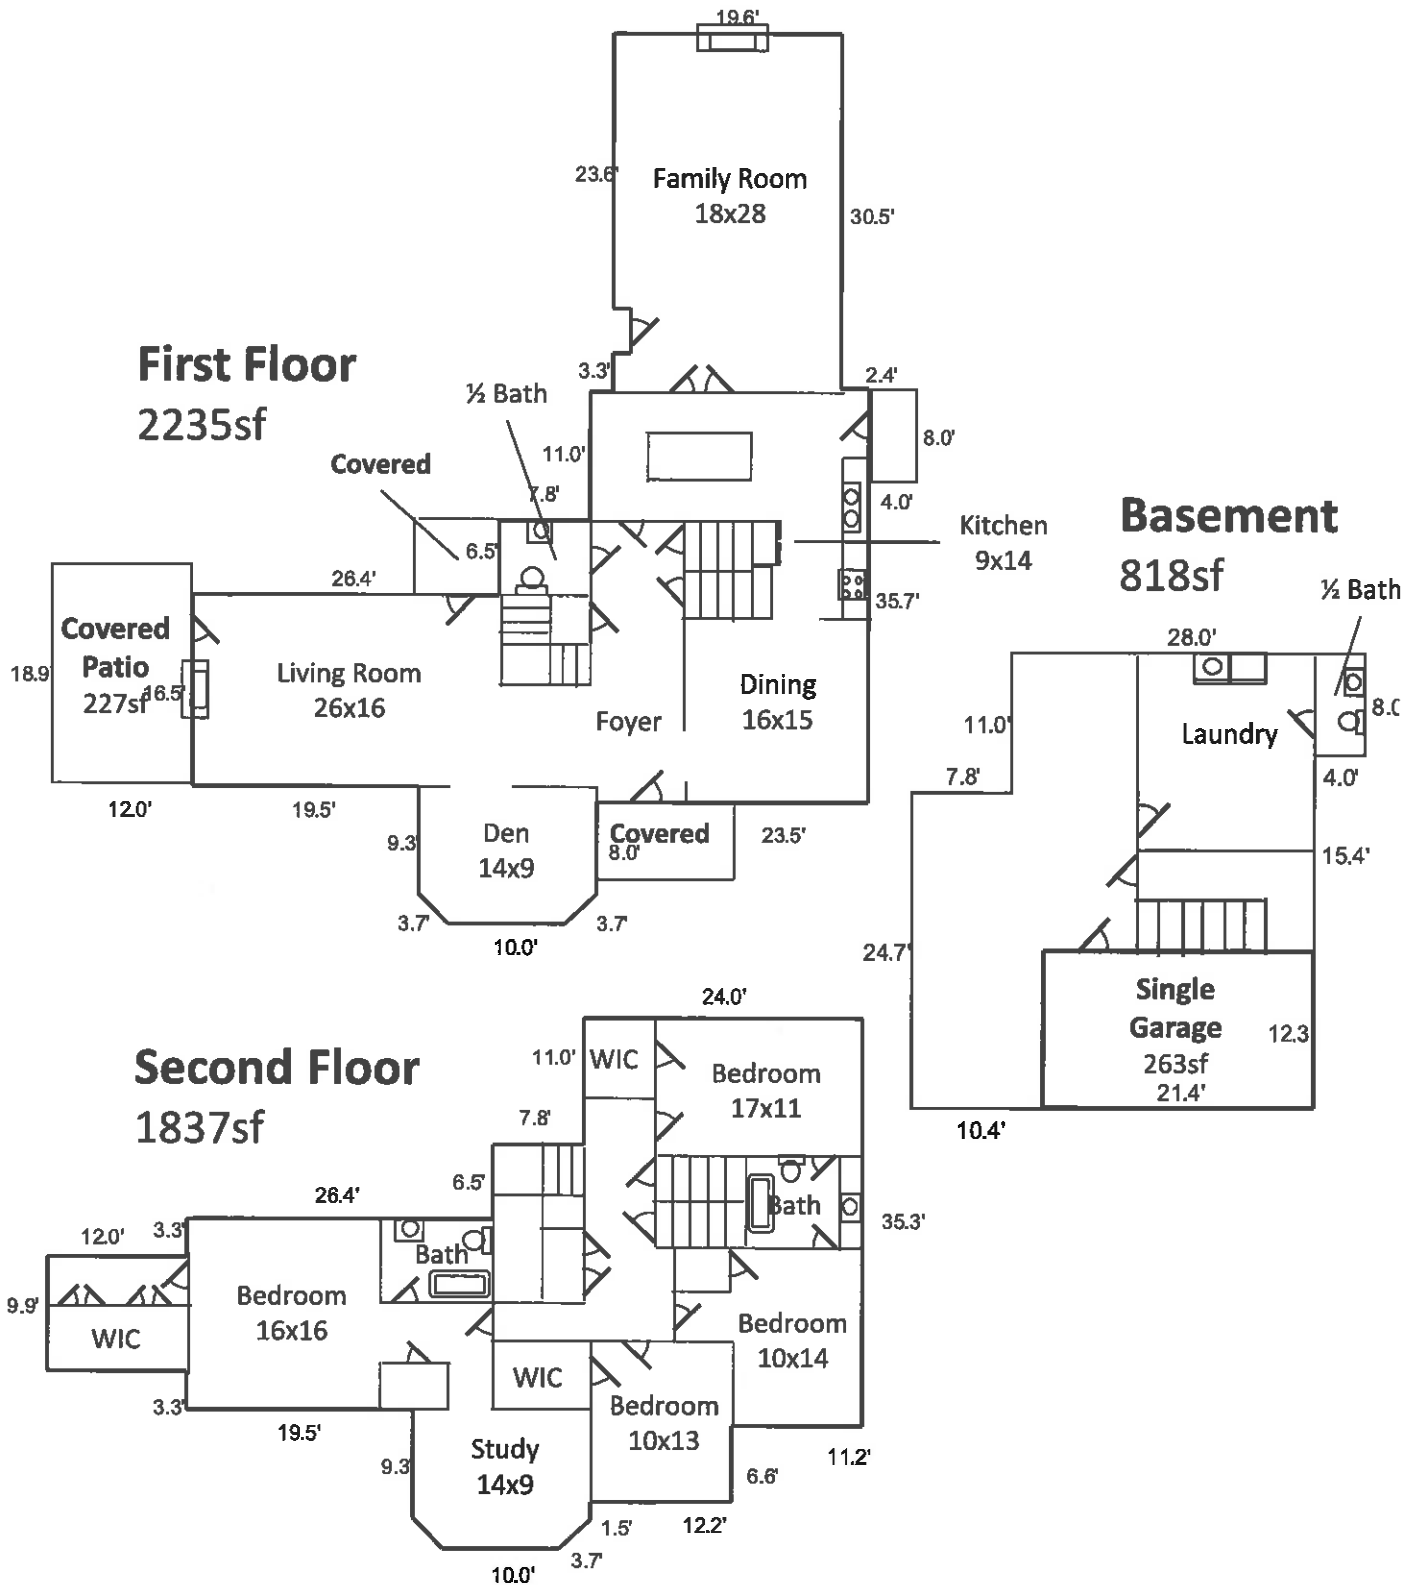 19.6'
23.6'
Family Room
18x28
30.5'
First Floor
2235sf
3.3'
2.4'
½ Bath
11.0'
8.0'
Covered
7.8'
4.0'
Kitchen
9x14
6.5'
26.4'
35.7'
Covered
Patio
227sf
18.9'
16.5'
Living Room
26x16
Foyer
Dining
16x15
12.0'
19.5'
9.3'
Den
14x9
Covered
8.0'
23.5'
3.7'
3.7'
10.0'
Basement
818sf
½ Bath
28.0'
11.0'
Laundry
8.0
7.8'
4.0'
15.4'
24.7'
Single
Garage
263sf
12.3
21.4'
10.4'
Second Floor
1837sf
24.0'
11.0'
WIC
Bedroom
17x11
7.8'
6.5'
26.4'
Bath
35.3'
12.0'
3.3'
Bath
9.9'
WIC
Bedroom
16x16
Bedroom
10x14
WIC
Bedroom
10x13
3.3'
19.5'
9.3'
Study
14x9
11.2'
6.6'
1.5'
12.2'
3.7'
10.0'